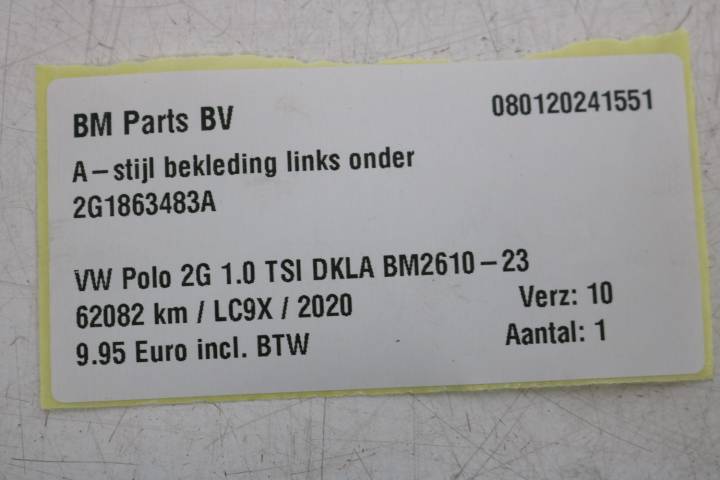 BM Parts BV 080120241551
A-stijl bekleding links onder
2G1863483A
VW Polo 2G 1.0 TSI DKLA BM2610-23
62082 km / LC9X / 2020 Verz: 10
9.95 Euro incl. BTW Aantal: 1